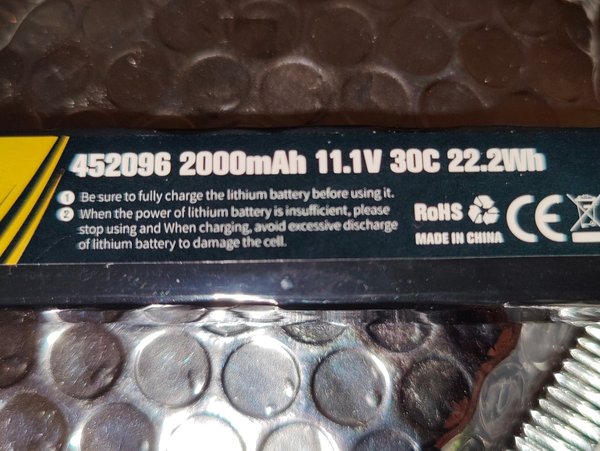 452096 2000mAh 11.1V 30C 22.2Wh
1 Be sure to fully charge the lithium battery before using it.
2 When the power of lithium battery is insufficient, please
stop using and When charging, avoid excessive discharge
of lithium battery to damage the cell.
RoHS
CE
MADE IN CHINA